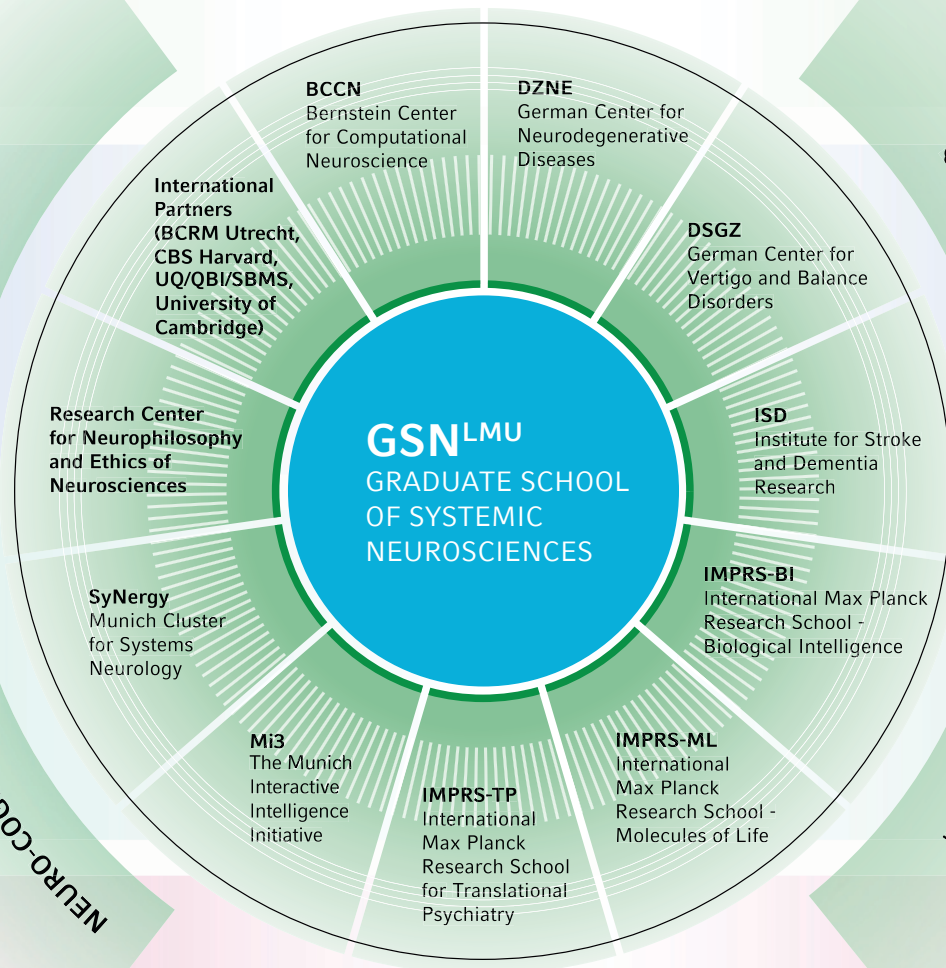 BCCN
Bernstein Center
for Computational
Neuroscience
DZNE
German Center for
Neurodegenerative
Diseases
International
Partners
(BCRM Utrecht,
CBS Harvard,
UQ/QBI/SBMS,
University of
Cambridge)
DSGZ
German Center for
Vertigo and Balance
Disorders
Research Center
for Neurophilosophy
and Ethics of
Neurosciences
GSN LMU
GRADUATE SCHOOL
OF SYSTEMIC
NEUROSCIENCES
ISD
Institute for Stroke
and Dementia
Research
SyNergy
Munich Cluster
for Systems
Neurology
IMPRS-BI
International Max Planck
Research School -
Biological Intelligence
Mi3
The Munich
Interactive
Intelligence
Initiative
IMPRS-TP
International
Max Planck
Research School
for Translational
Psychiatry
IMPRS-ML
International
Max Planck
Research School -
Molecules of Life
NEURO-COG